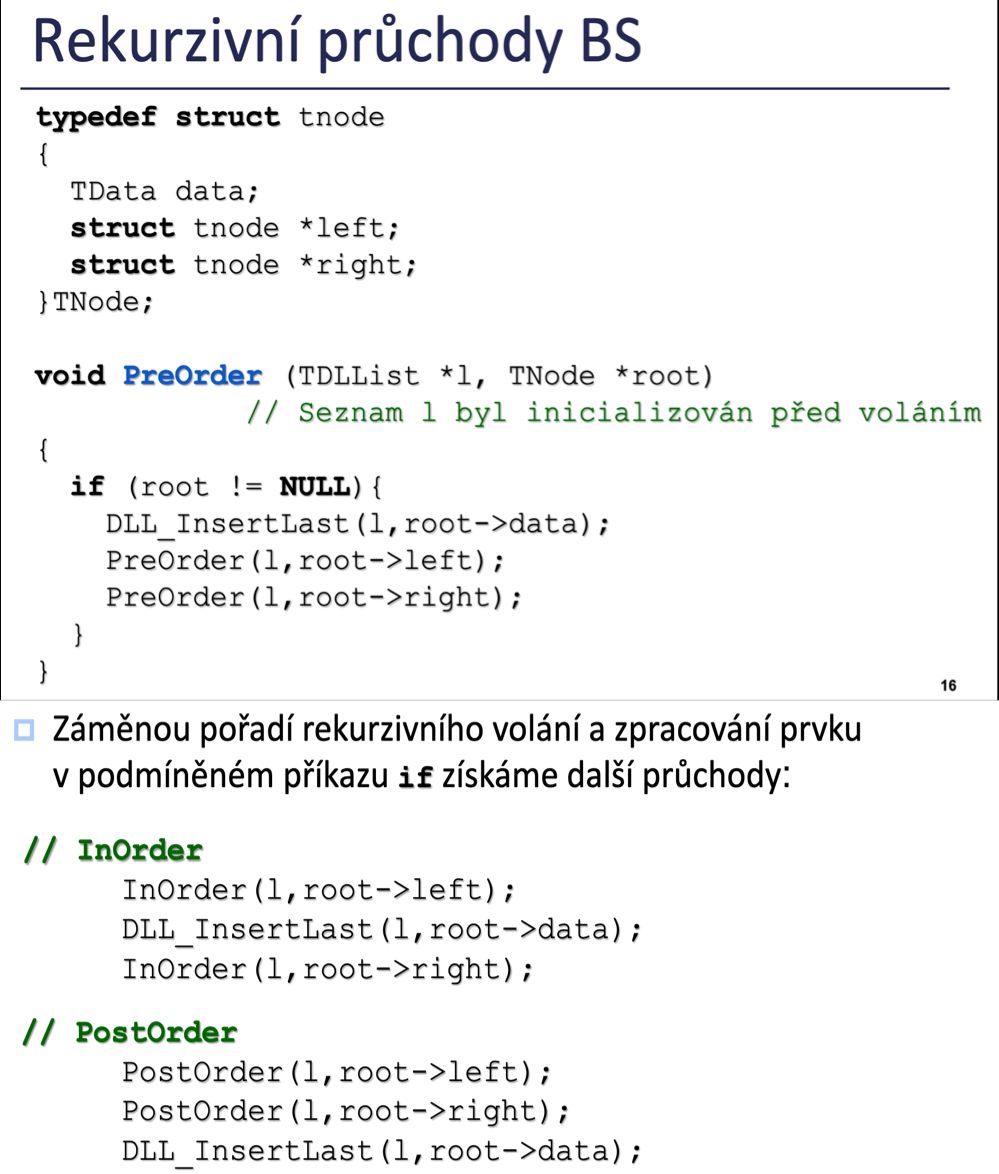 Rekurzivní průchody BS
typedef struct tnode
{
TData data;
struct tnode *left;
struct tnode *right;
}TNode;
void PreOrder (TDLList *l, TNode *root)
// Seznam l byl inicializován před voláním
{
if (root != NULL){
DLL_InsertLast(l,root->data);
PreOrder(l,root->left);
PreOrder(l,root->right);
}
}
16
Záměnou pořadí rekurzivního volání a zpracování prvku
v podmíněném příkazu if získáme další průchody:
// InOrder
InOrder(l,root->left);
DLL_InsertLast(l,root->data);
InOrder(l,root->right);
// PostOrder
PostOrder(l,root->left);
PostOrder(l,root->right);
DLL_InsertLast(l,root->data);